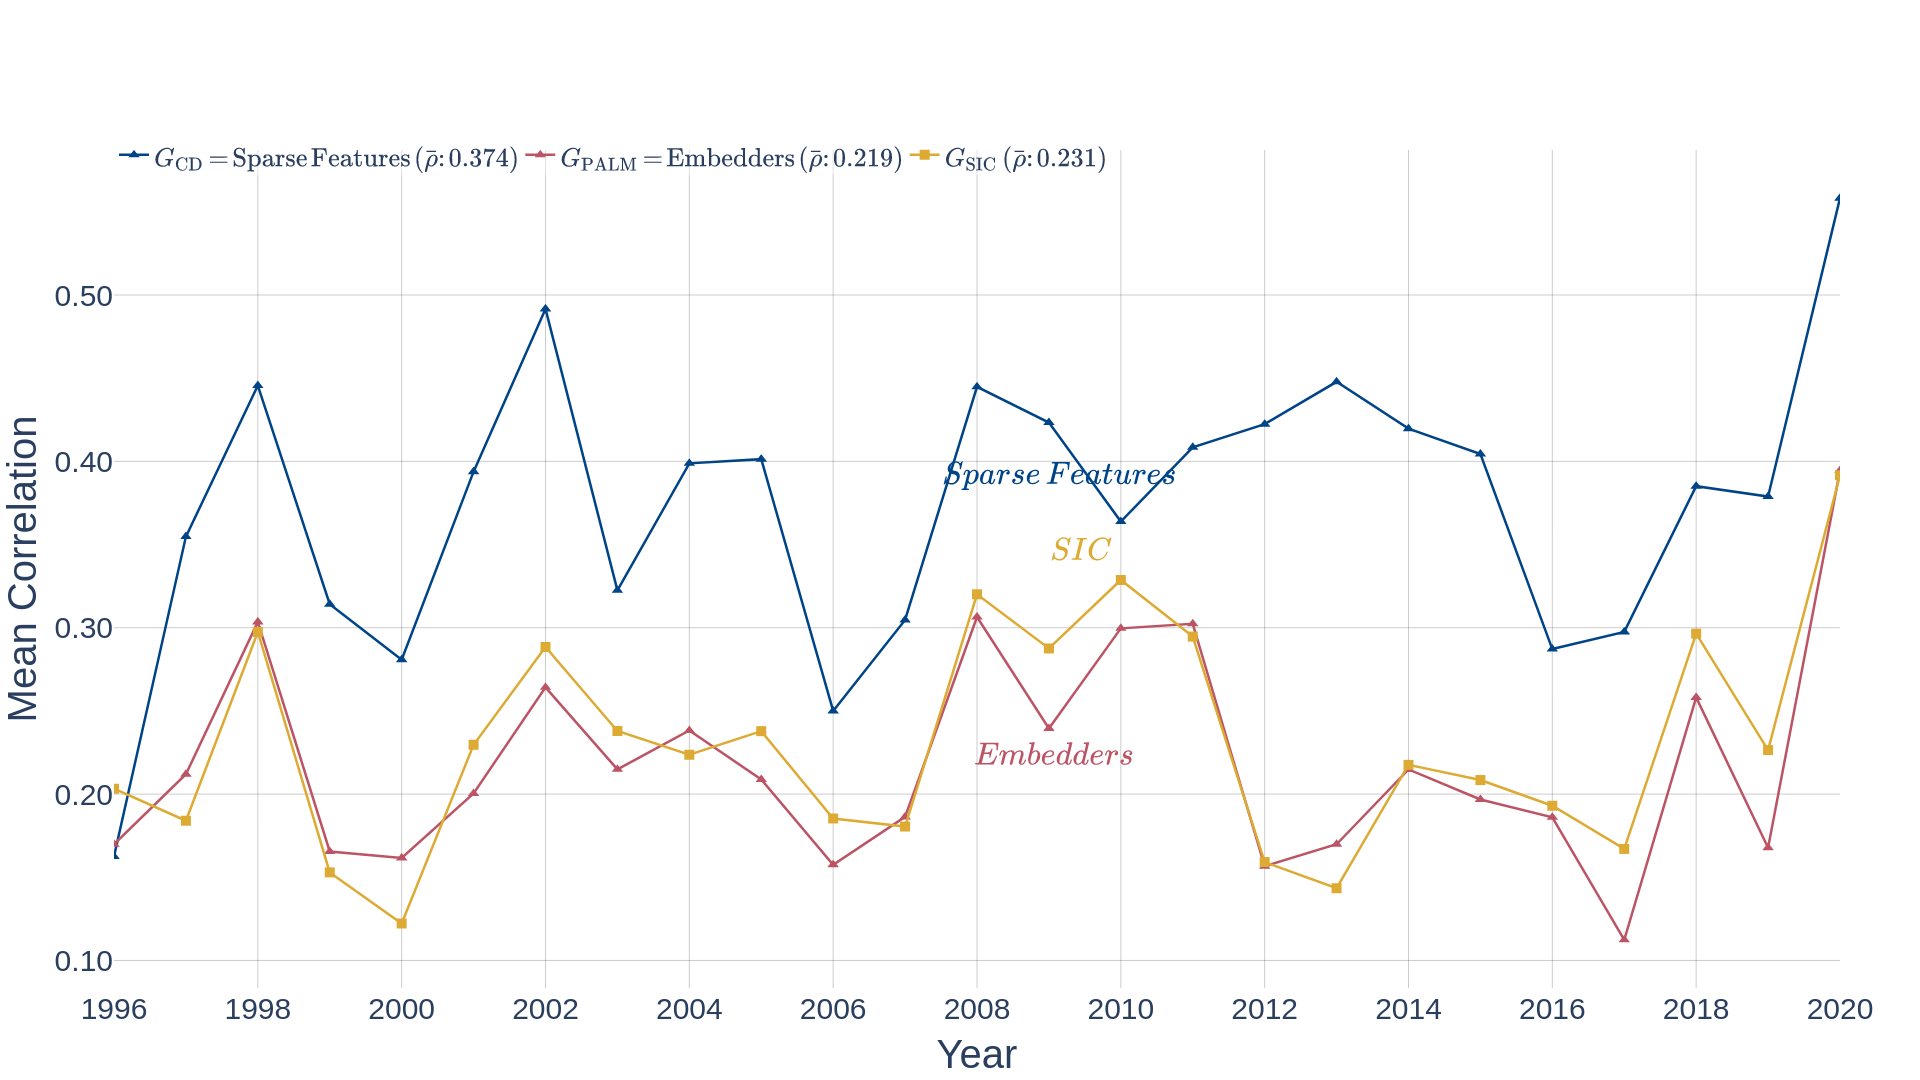 G_CD = Sparse Features (ρ̄: 0.374) G_PALM = Embedders (ρ̄: 0.219) G_SIC (ρ̄: 0.231)
0.50
0.40
0.30
0.20
0.10
Mean Correlation
Sparse Features
SIC
Embedders
1996 1998 2000 2002 2004 2006 2008 2010 2012 2014 2016 2018 2020
Year